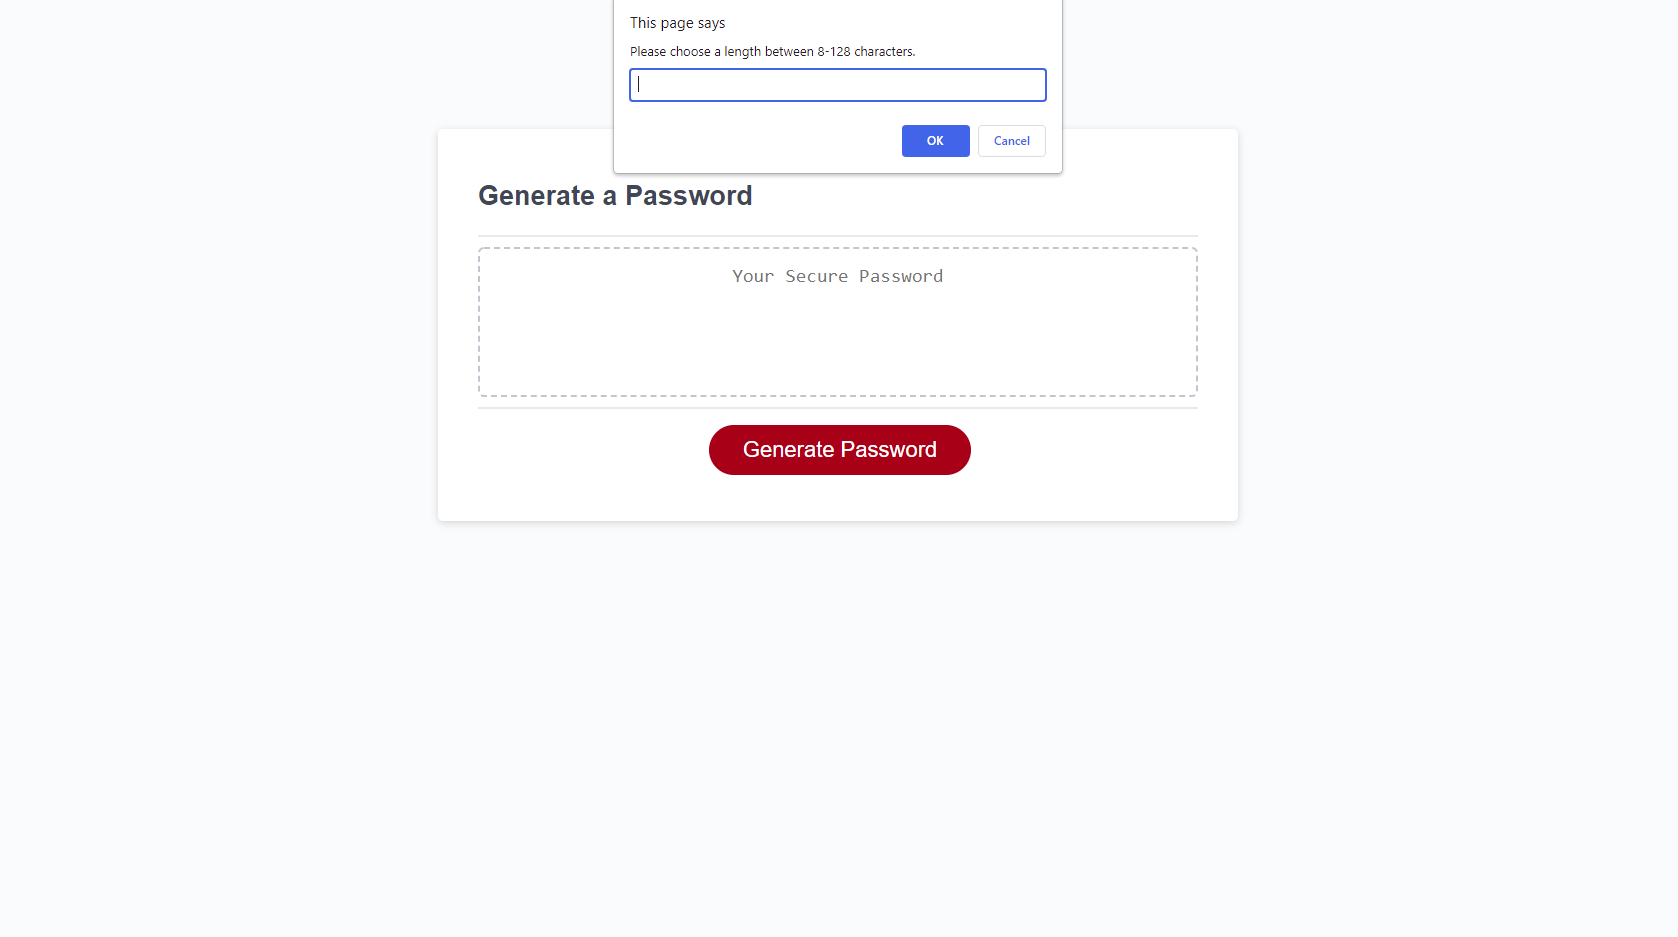 This page says
Please choose a length between 8-128 characters.
OK Cancel
Generate a Password
Your Secure Password
Generate Password